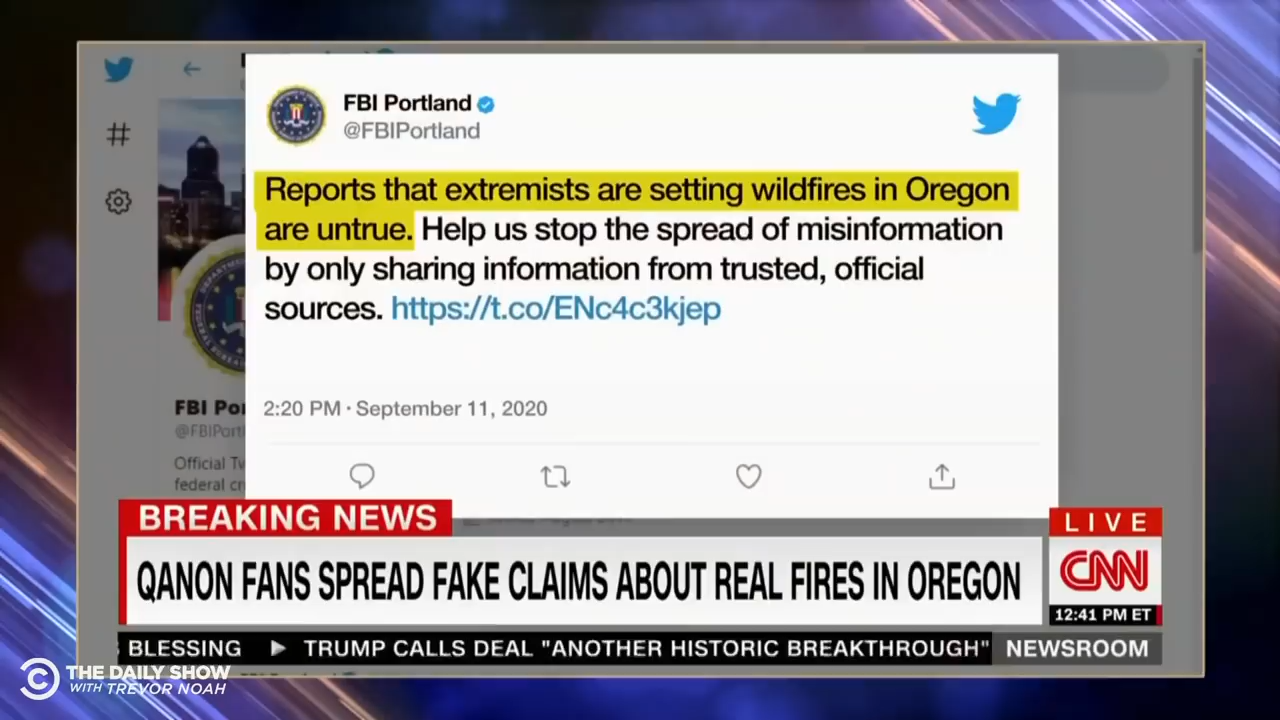 FBI Portland
@FBIPortland
Reports that extremists are setting wildfires in Oregon
are untrue. Help us stop the spread of misinformation
by only sharing information from trusted, official
sources. https://t.co/ENc4c3kjep
2:20 PM · September 11, 2020
#
FBI Por
@FBIPortl
Official Tw
federal cr
BREAKING NEWS
QANON FANS SPREAD FAKE CLAIMS ABOUT REAL FIRES IN OREGON
LIVE
CNN
12:41 PM ET
BLESSING ▶ TRUMP CALLS DEAL "ANOTHER HISTORIC BREAKTHROUGH"
NEWSROOM
THE DAILY SHOW
WITH TREVOR NOAH